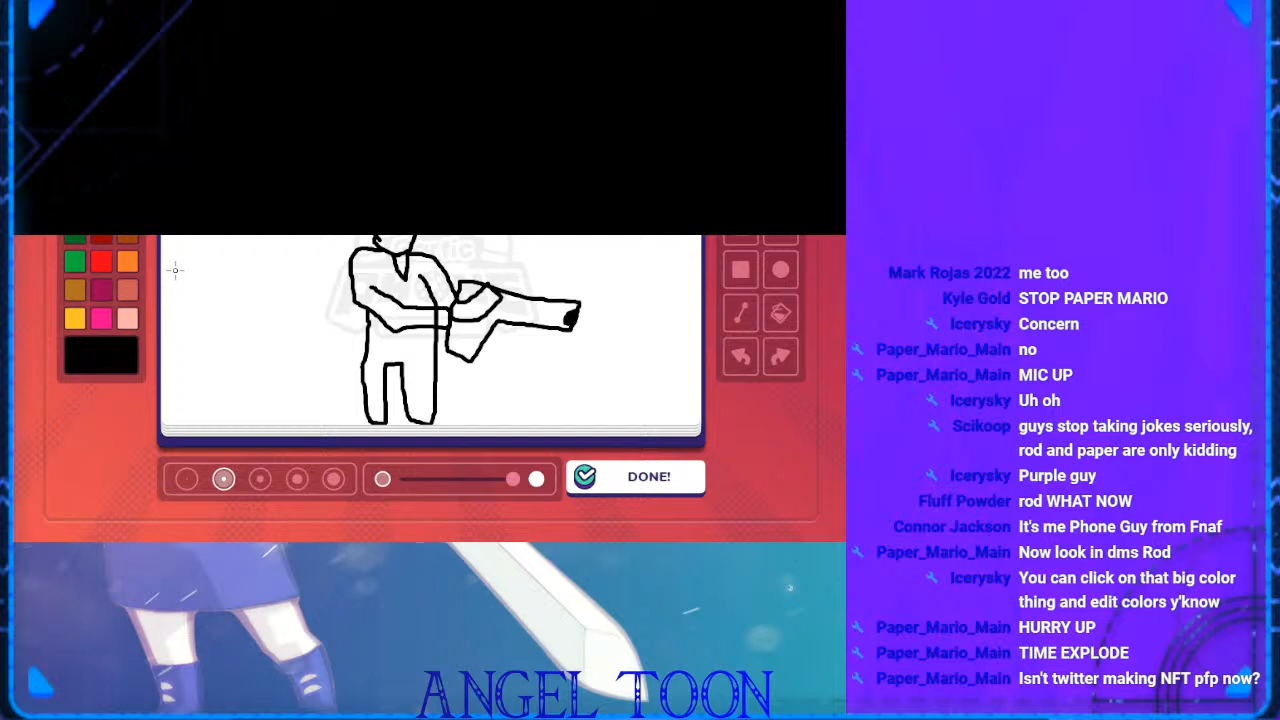 Mark Rojas 2022 me too
Kyle Gold STOP PAPER MARIO
Icerysky Concern
Paper_Mario_Main no
Paper_Mario_Main MIC UP
Icerysky Uh oh
Scikoop guys stop taking jokes seriously,
rod and paper are only kidding
Icerysky Purple guy
Fluff Powder rod WHAT NOW
Connor Jackson It's me Phone Guy from Fnaf
Paper_Mario_Main Now look in dms Rod
Icerysky You can click on that big color
thing and edit colors y'know
Paper_Mario_Main HURRY UP
Paper_Mario_Main TIME EXPLODE
Paper_Mario_Main Isn't twitter making NFT pfp now?
DONE!
ANGEL TOON